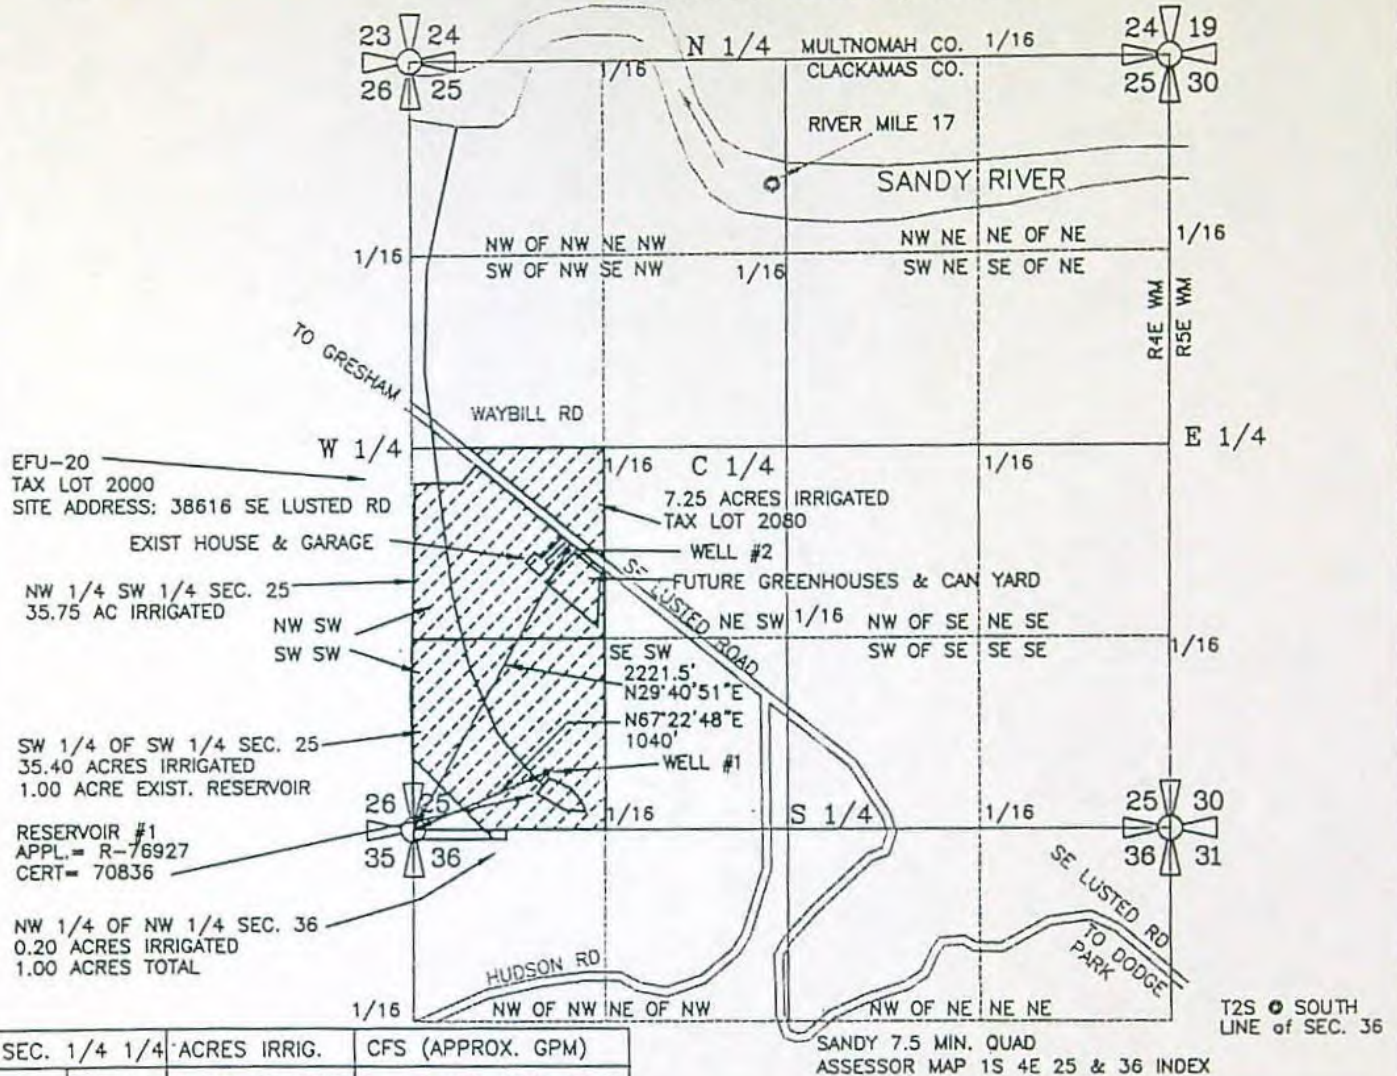 23 24
26 25
N 1/4
MULTNOMAH CO.
CLACKAMAS CO.
1/16
1/16
24 19
25 30
RIVER MILE 17
SANDY RIVER
NW OF NW NE NW
SW OF NW SE NW
1/16
1/16
NW NE NE OF NE
SW NE SE OF NE
1/16
R4E WM
R5E WM
TO GRESHAM
WAYBILL RD
W 1/4
1/16
C 1/4
1/16
E 1/4
EFU-20
TAX LOT 2000
SITE ADDRESS: 38616 SE LUSTED RD
7.25 ACRES IRRIGATED
TAX LOT 2080
EXIST HOUSE & GARAGE
WELL #2
FUTURE GREENHOUSES & CAN YARD
SE LUSTED ROAD
NW 1/4 SW 1/4 SEC. 25
35.75 AC IRRIGATED
NW SW
SW SW
NE SW
1/16
NW OF SE NE SE
SW OF SE SE SE
1/16
SE SW
2221.5'
N29°40'51"E
N67°22'48"E
1040'
WELL #1
SW 1/4 OF SW 1/4 SEC. 25
35.40 ACRES IRRIGATED
1.00 ACRE EXIST. RESERVOIR
26 25
35 36
1/16
S 1/4
1/16
25 30
36 31
RESERVOIR #1
APPL.= R-76927
CERT= 70836
NW 1/4 OF NW 1/4 SEC. 36
0.20 ACRES IRRIGATED
1.00 ACRES TOTAL
SE LUSTED RD
TO DODGE
PARK
HUDSON RD
1/16
NW OF NW NE OF NW
NW OF NE NE NE
T2S @ SOUTH
LINE of SEC. 36
SEC. 1/4 1/4 ACRES IRRIG. CFS (APPROX. GPM)
SANDY 7.5 MIN. QUAD
ASSESSOR MAP 1S 4E 25 & 36 INDEX